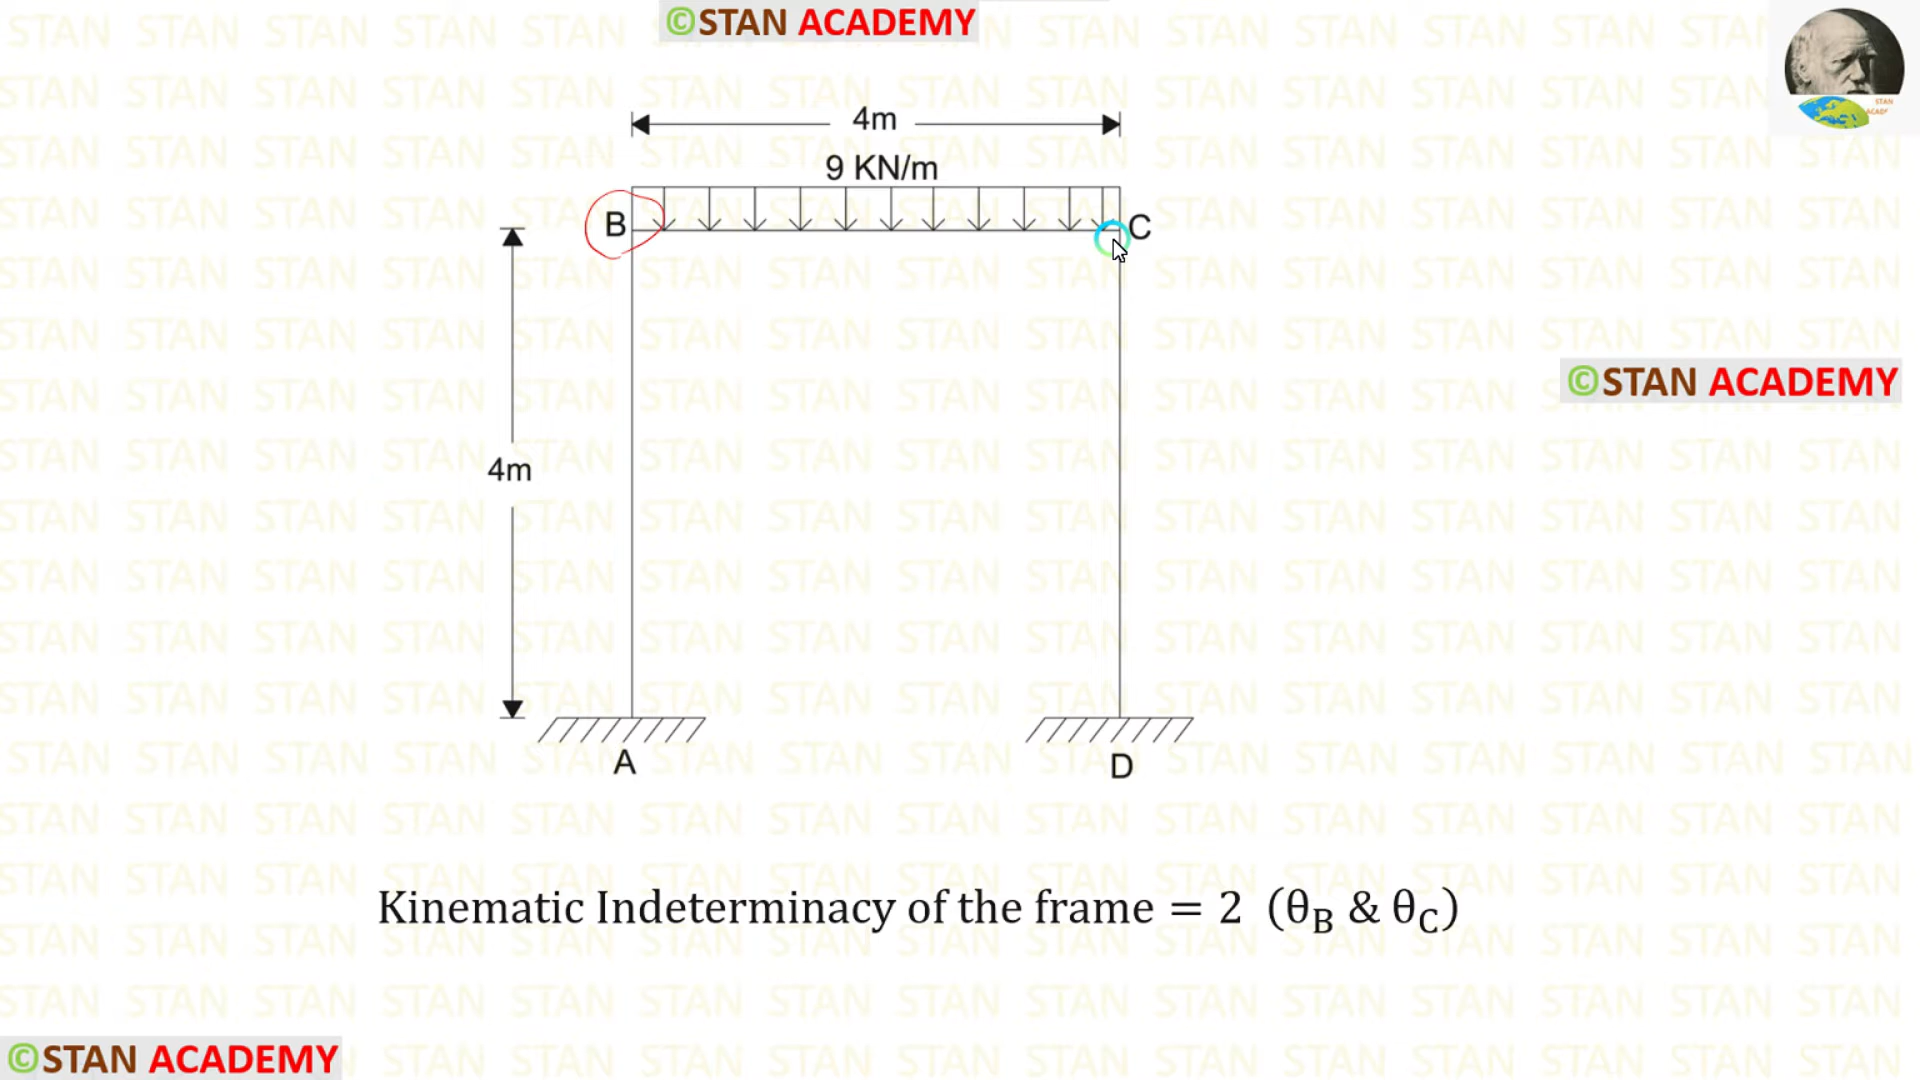 ©STAN ACADEMY
4m
9 KN/m
B
C
4m
©STAN ACADEMY
A
D
Kinematic Indeterminacy of the frame = 2 (θB & θC)
©STAN ACADEMY